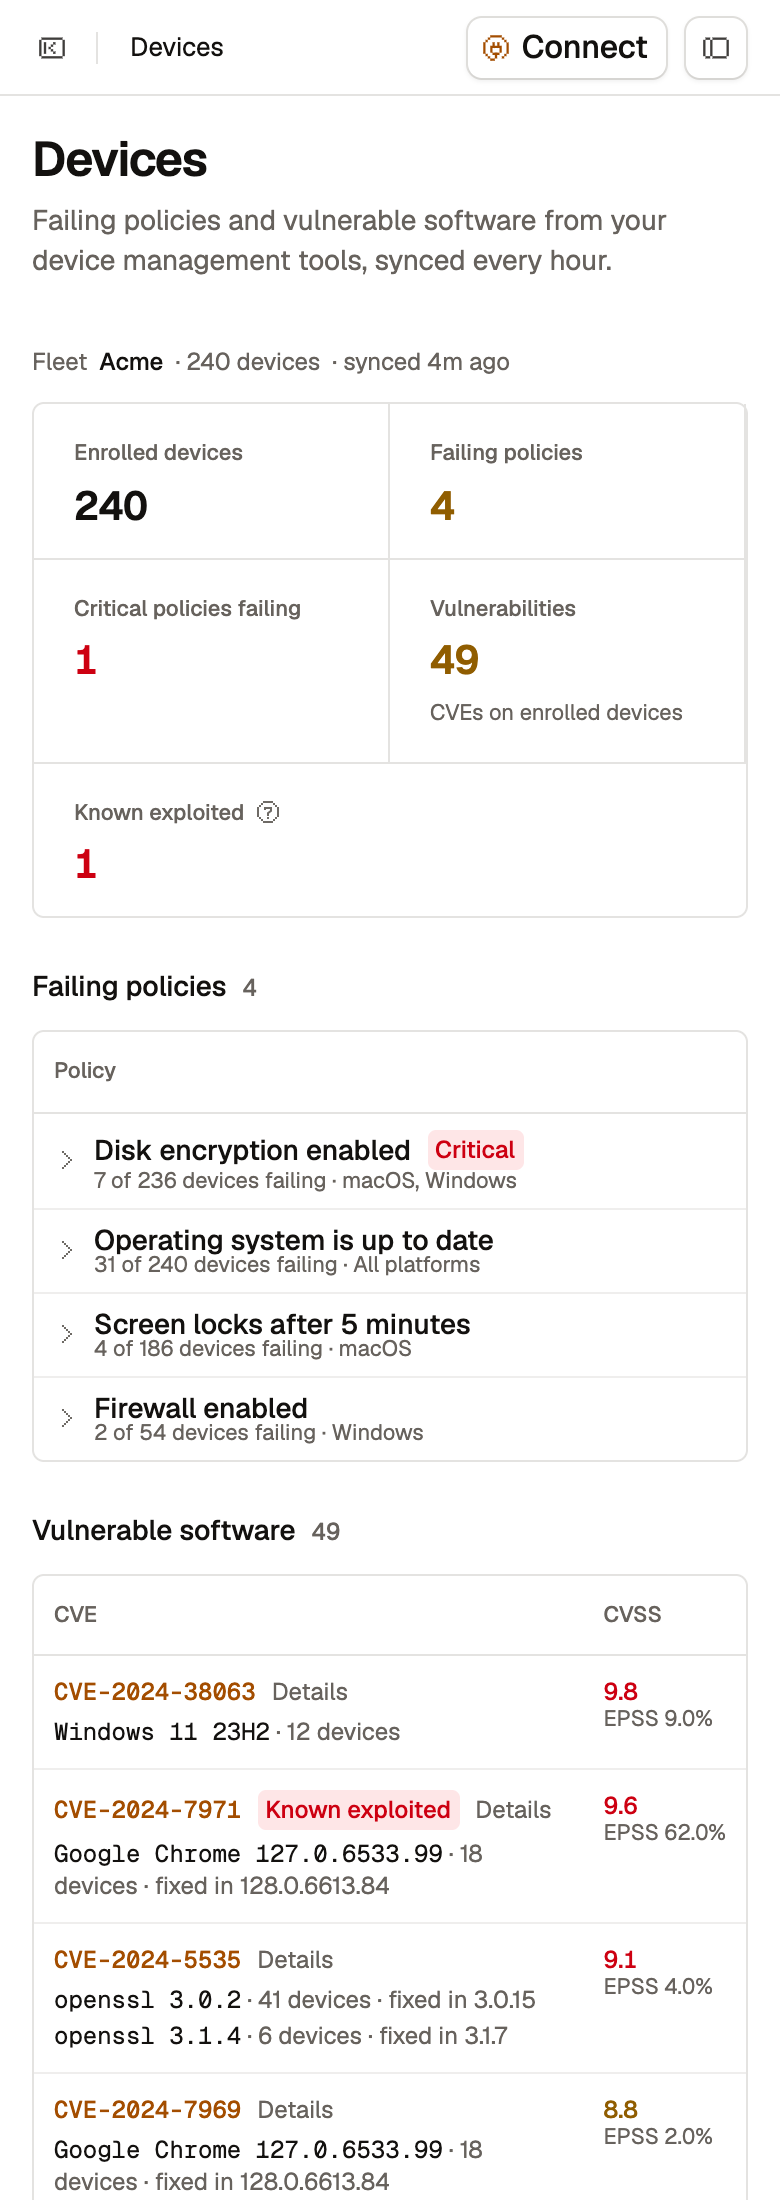 Devices
Connect
Devices
Failing policies and vulnerable software from your
device management tools, synced every hour.
Fleet Acme · 240 devices · synced 4m ago
Enrolled devices
240
Failing policies
4
Critical policies failing
1
Vulnerabilities
49
CVEs on enrolled devices
Known exploited ?
1
Failing policies 4
Policy
Disk encryption enabled Critical
7 of 236 devices failing · macOS, Windows
Operating system is up to date
31 of 240 devices failing · All platforms
Screen locks after 5 minutes
4 of 186 devices failing · macOS
Firewall enabled
2 of 54 devices failing · Windows
Vulnerable software 49
CVE CVSS
CVE-2024-38063 Details 9.8
EPSS 9.0%
Windows 11 23H2 · 12 devices
CVE-2024-7971 Known exploited Details 9.6
EPSS 62.0%
Google Chrome 127.0.6533.99 · 18
devices · fixed in 128.0.6613.84
CVE-2024-5535 Details 9.1
EPSS 4.0%
openssl 3.0.2 · 41 devices · fixed in 3.0.15
openssl 3.1.4 · 6 devices · fixed in 3.1.7
CVE-2024-7969 Details 8.8
EPSS 2.0%
Google Chrome 127.0.6533.99 · 18
devices · fixed in 128.0.6613.84